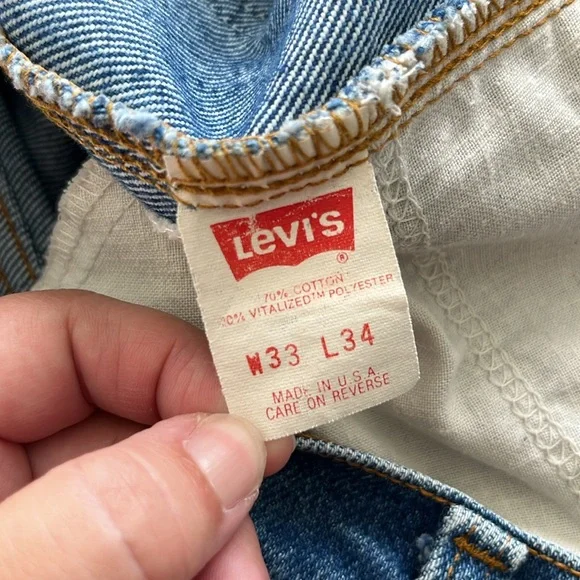 Levi's
®
70% COTTON
30% VITALIZED™ POLYESTER
W33 L34
MADE IN U.S.A.
CARE ON REVERSE